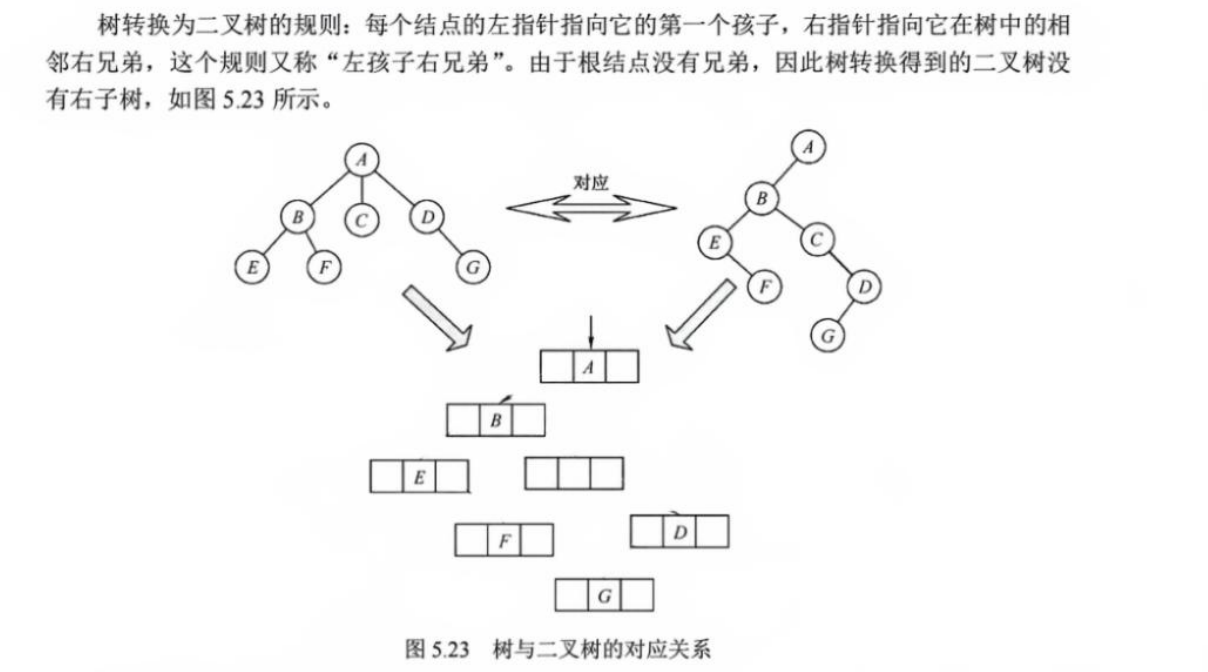 树转换为二叉树的规则：每个结点的左指针指向它的第一个孩子，右指针指向它在树中的相
邻右兄弟，这个规则又称“左孩子右兄弟”。由于根结点没有兄弟，因此树转换得到的二叉树没
有右子树，如图 5.23 所示。
A
B C D
E F G
对应
A
B
E C
F D
G
A
B
E
F D
G
图 5.23 树与二叉树的对应关系